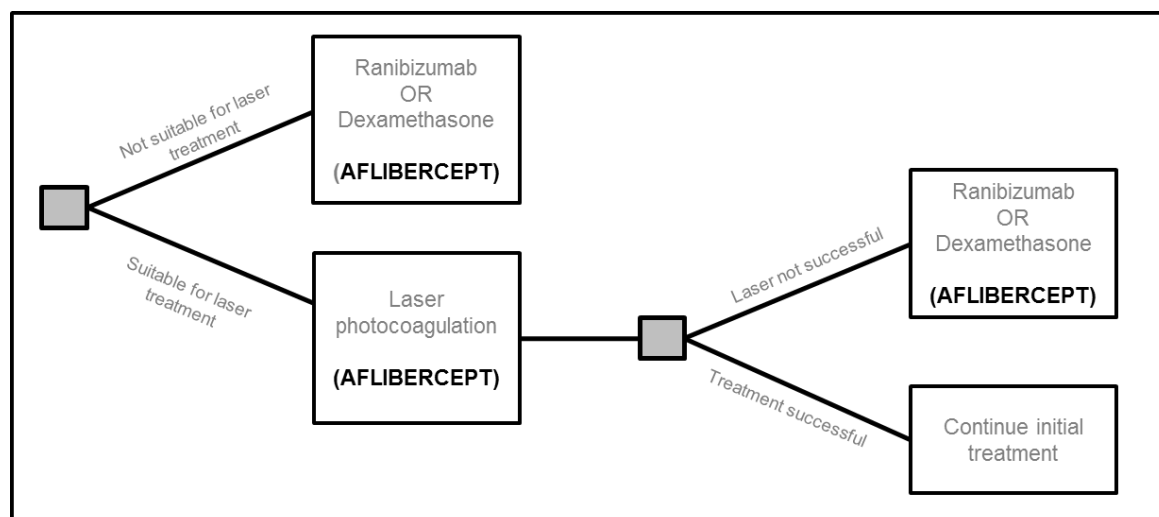 Not suitable for laser
treatment
Ranibizumab
OR
Dexamethasone
(AFLIBERCEPT)
Suitable for laser
treatment
Laser
photocoagulation
(AFLIBERCEPT)
Laser not successful
Ranibizumab
OR
Dexamethasone
(AFLIBERCEPT)
Treatment successful
Continue initial
treatment